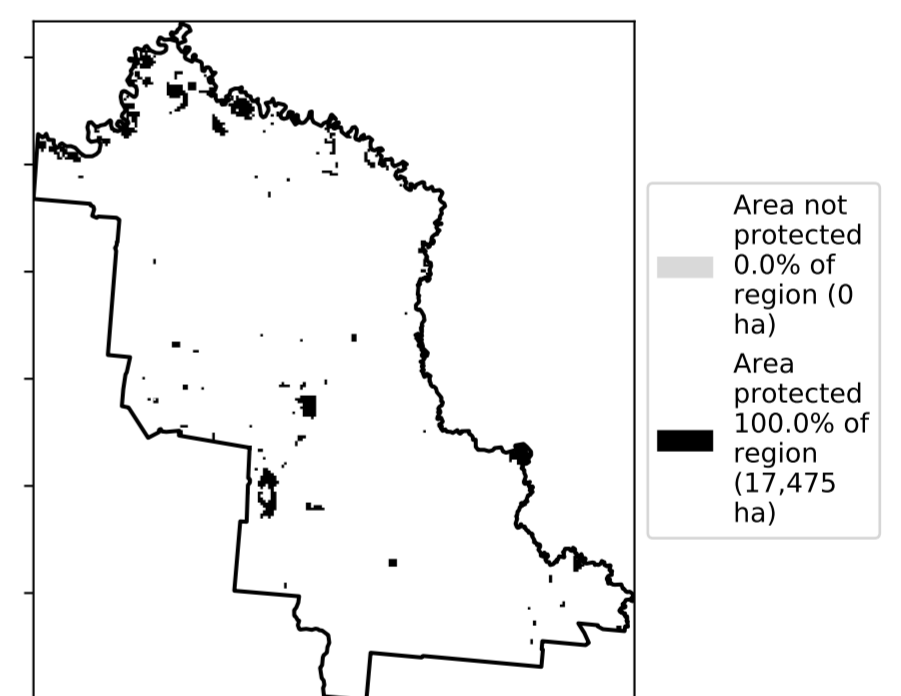 Area not
protected
0.0% of
region (0
ha)
Area
protected
100.0% of
region
(17,475
ha)